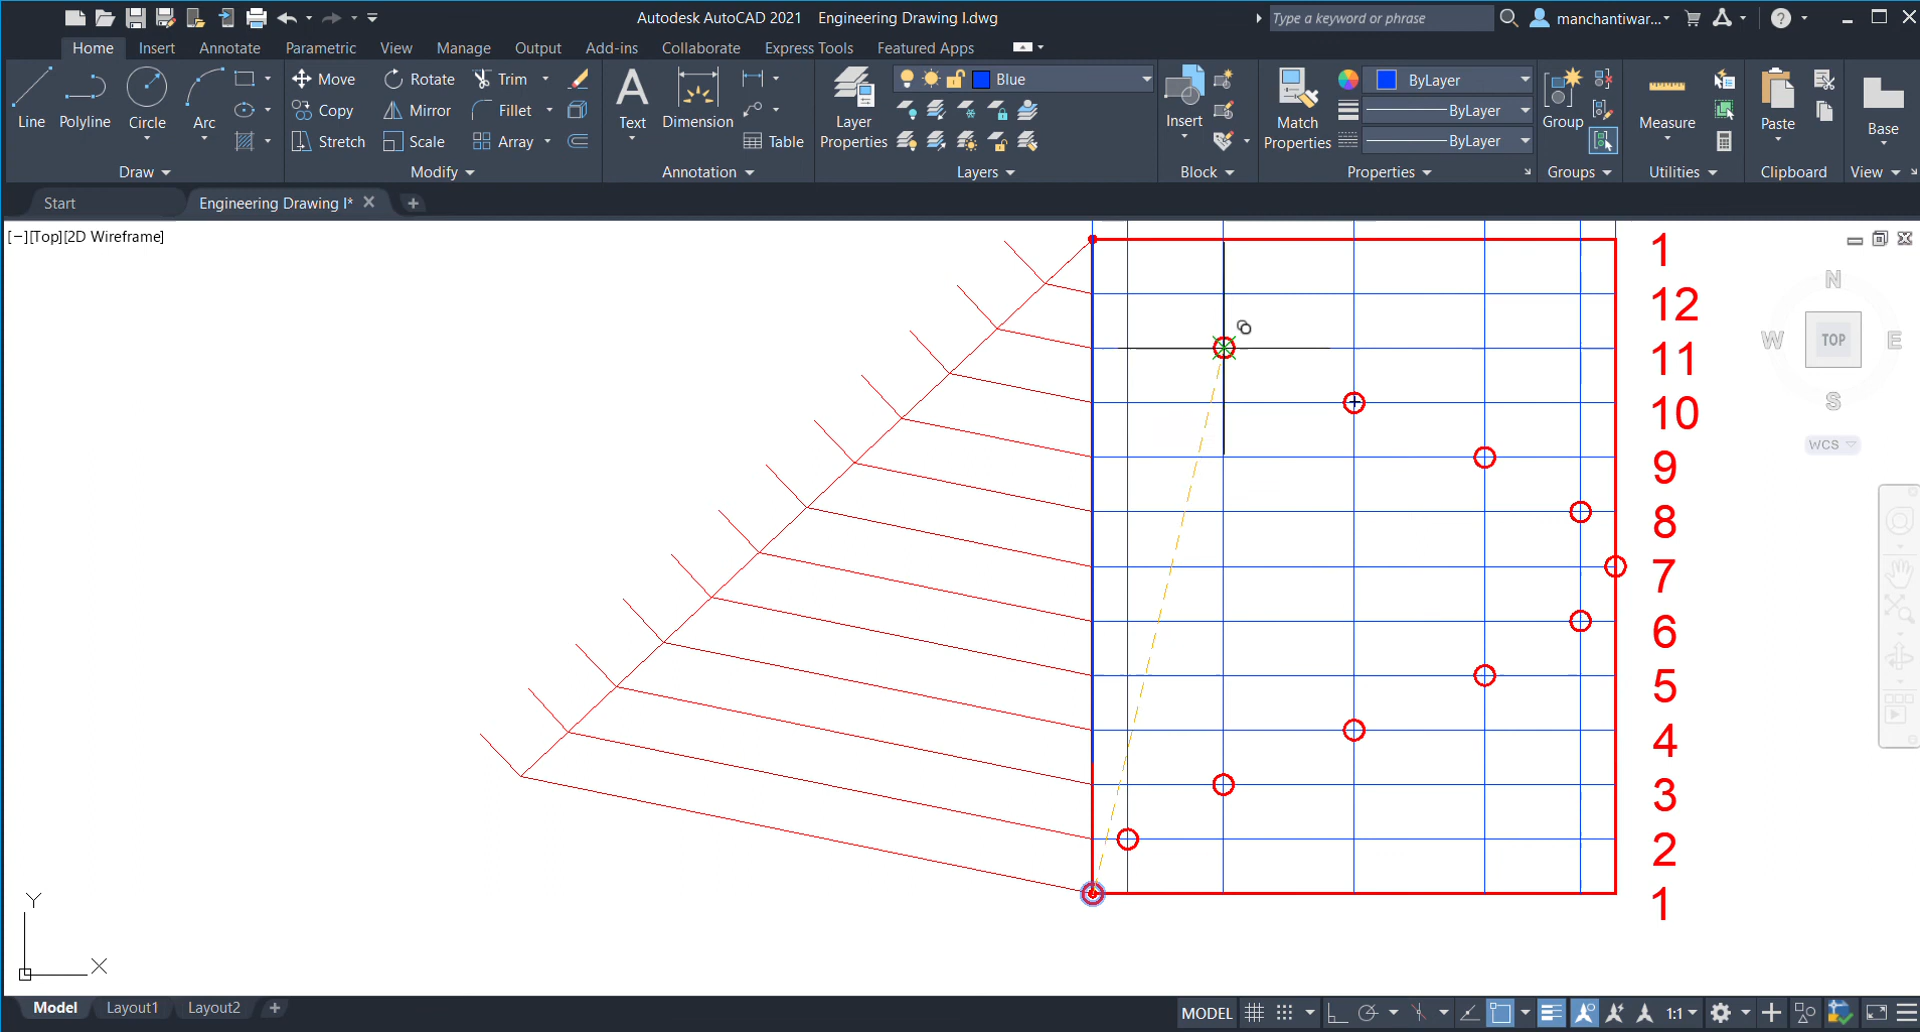 Autodesk AutoCAD 2021 Engineering Drawing I.dwg
Type a keyword or phrase
manchantiwar...
Home Insert Annotate Parametric View Manage Output Add-ins Collaborate Express Tools Featured Apps
Line Polyline Circle Arc
Move Rotate Trim
Copy Mirror Fillet
Stretch Scale Array
Text Dimension
Table
Layer Properties
Blue
Insert
Match Properties
ByLayer
ByLayer
ByLayer
Group
Measure
Paste
Base
Draw Modify Annotation Layers Block Properties Groups Utilities Clipboard View
Start Engineering Drawing I*
[−][Top][2D Wireframe]
1
12
11
10
9
8
7
6
5
4
3
2
1
N
W TOP E
S
WCS
Y
X
Model Layout1 Layout2
MODEL 1:1